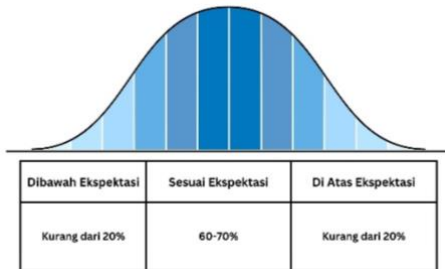 Dibawah Ekspektasi
Sesuai Ekspektasi
Di Atas Ekspektasi
Kurang dari 20%
60-70%
Kurang dari 20%